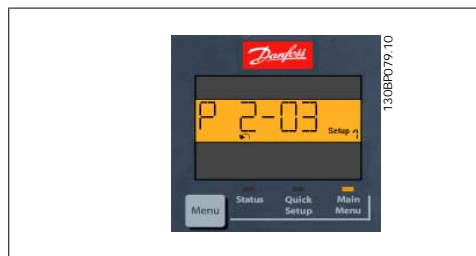 Danfoss
130BP079.10
P 2-03
Setup 1
Status Quick Setup Main Menu
Menu